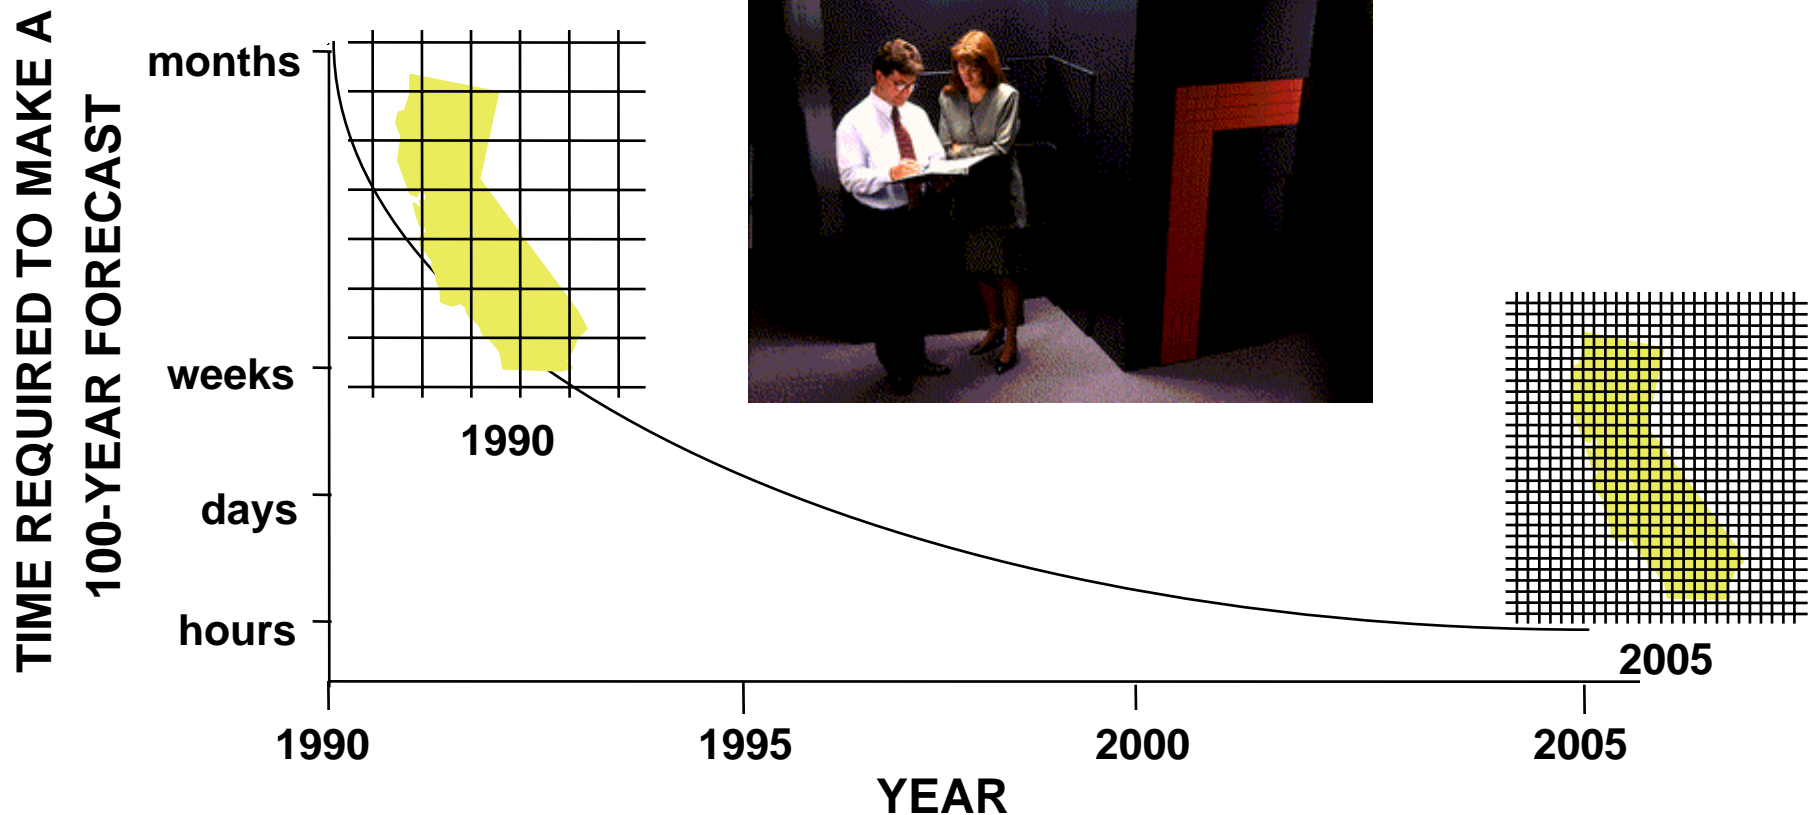 TIME REQUIRED TO MAKE A
100-YEAR FORECAST
months
weeks
days
hours
1990
2005
1990
1995
2000
2005
YEAR